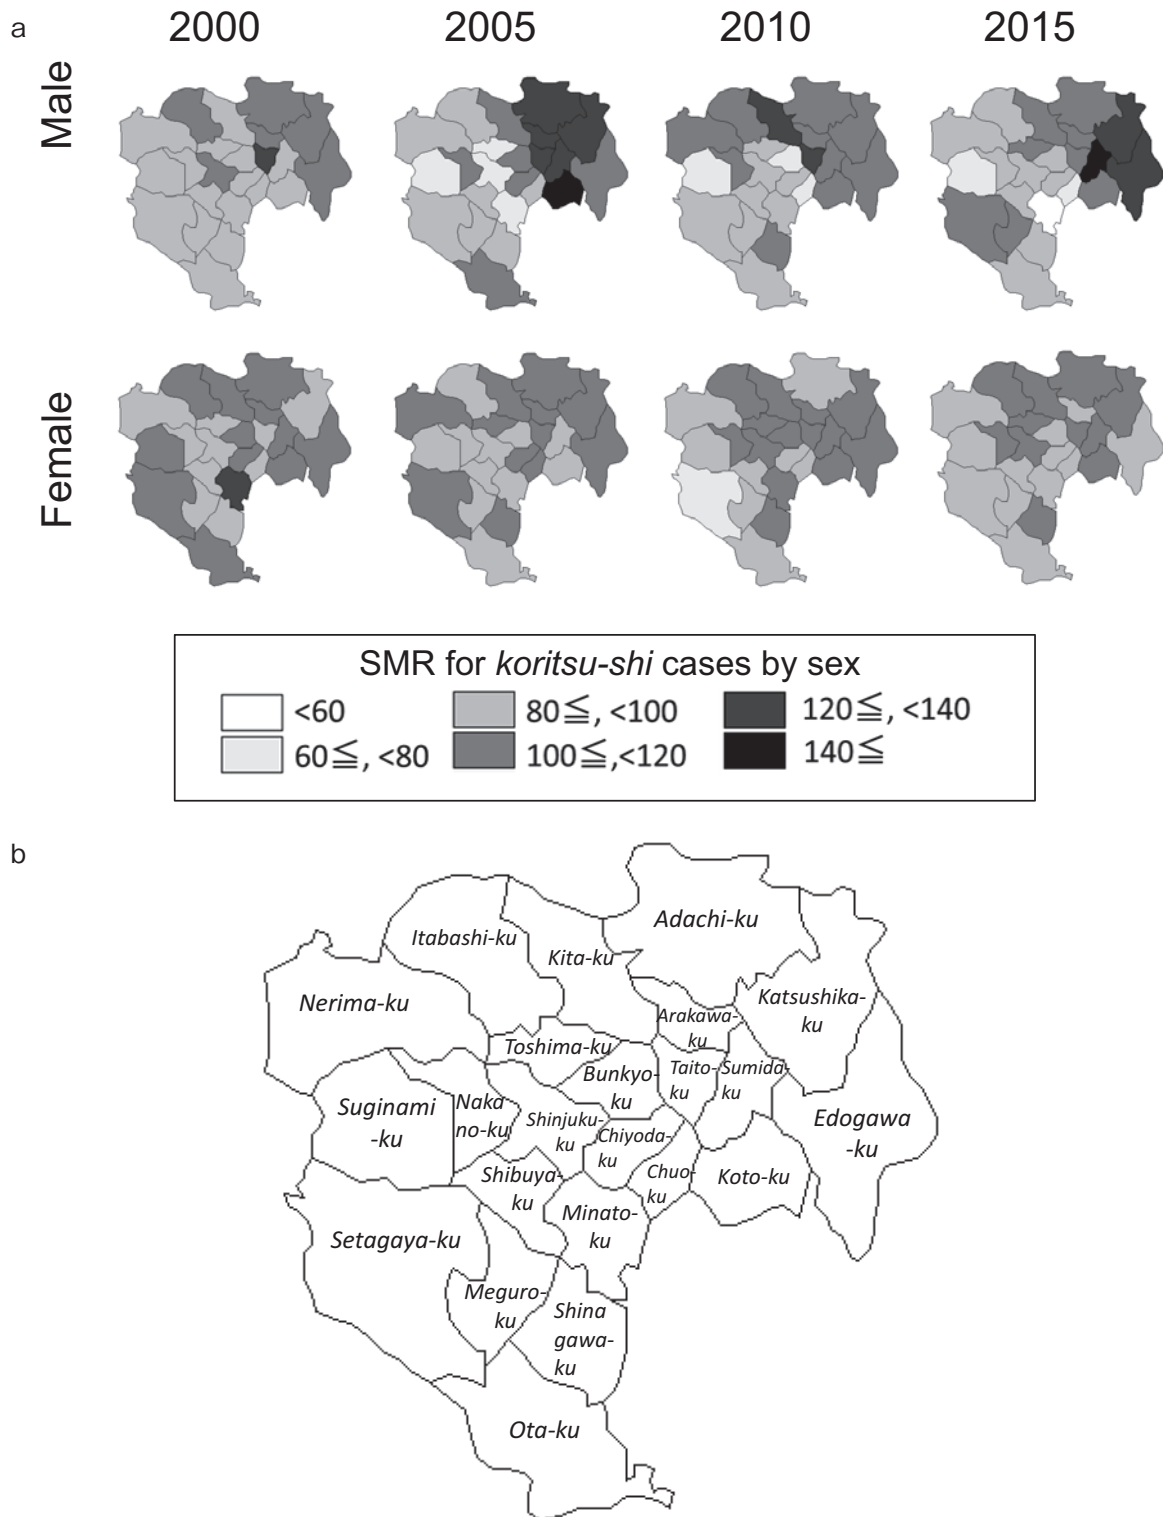 a
2000 2005 2010 2015
Male
Female
SMR for koritsu-shi cases by sex
<60 80≦, <100 120≦, <140
60≦, <80 100≦,<120 140≦
b
Adachi-ku
Itabashi-ku
Kita-ku
Nerima-ku
Katsushika-
ku
Arakawa-
ku
Toshima-ku
Bunkyo-
ku
Taito-
ku
Sumida-
ku
Suginami
-ku
Naka
no-ku
Shinjuku-
ku
Chiyoda-
ku
Edogawa
-ku
Shibuya-
ku
Chuo-
ku
Koto-ku
Minato-
ku
Setagaya-ku
Meguro-
ku
Shina
gawa-
ku
Ota-ku